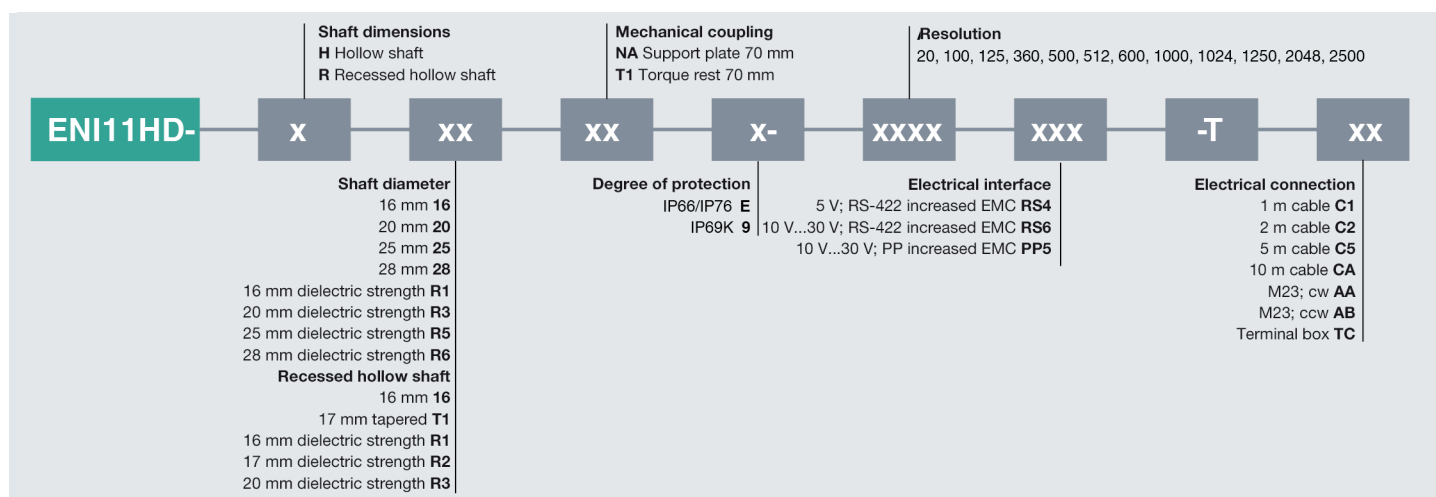 Shaft dimensions
H Hollow shaft
R Recessed hollow shaft
Mechanical coupling
NA Support plate 70 mm
T1 Torque rest 70 mm
Resolution
20, 100, 125, 360, 500, 512, 600, 1000, 1024, 1250, 2048, 2500
ENI11HD- x xx xx x- xxxx xxx -T xx
Shaft diameter
16 mm 16
20 mm 20
25 mm 25
28 mm 28
16 mm dielectric strength R1
20 mm dielectric strength R3
25 mm dielectric strength R5
28 mm dielectric strength R6
Recessed hollow shaft
16 mm 16
17 mm tapered T1
16 mm dielectric strength R1
17 mm dielectric strength R2
20 mm dielectric strength R3
Degree of protection
IP66/IP76 E
IP69K 9
Electrical interface
5 V; RS-422 increased EMC RS4
10 V...30 V; RS-422 increased EMC RS6
10 V...30 V; PP increased EMC PP5
Electrical connection
1 m cable C1
2 m cable C2
5 m cable C5
10 m cable CA
M23; cw AA
M23; ccw AB
Terminal box TC